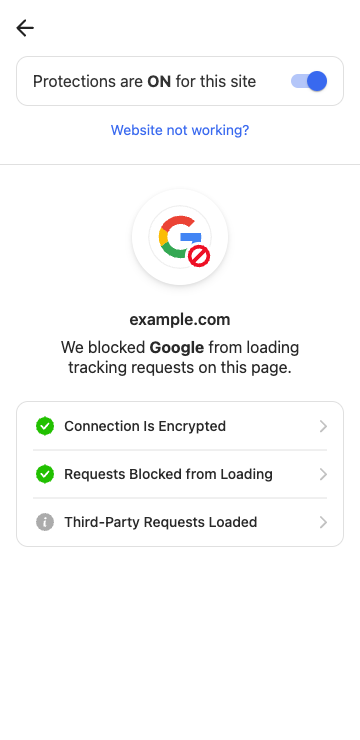 Protections are ON for this site
Website not working?
example.com
We blocked Google from loading
tracking requests on this page.
Connection Is Encrypted
Requests Blocked from Loading
Third-Party Requests Loaded